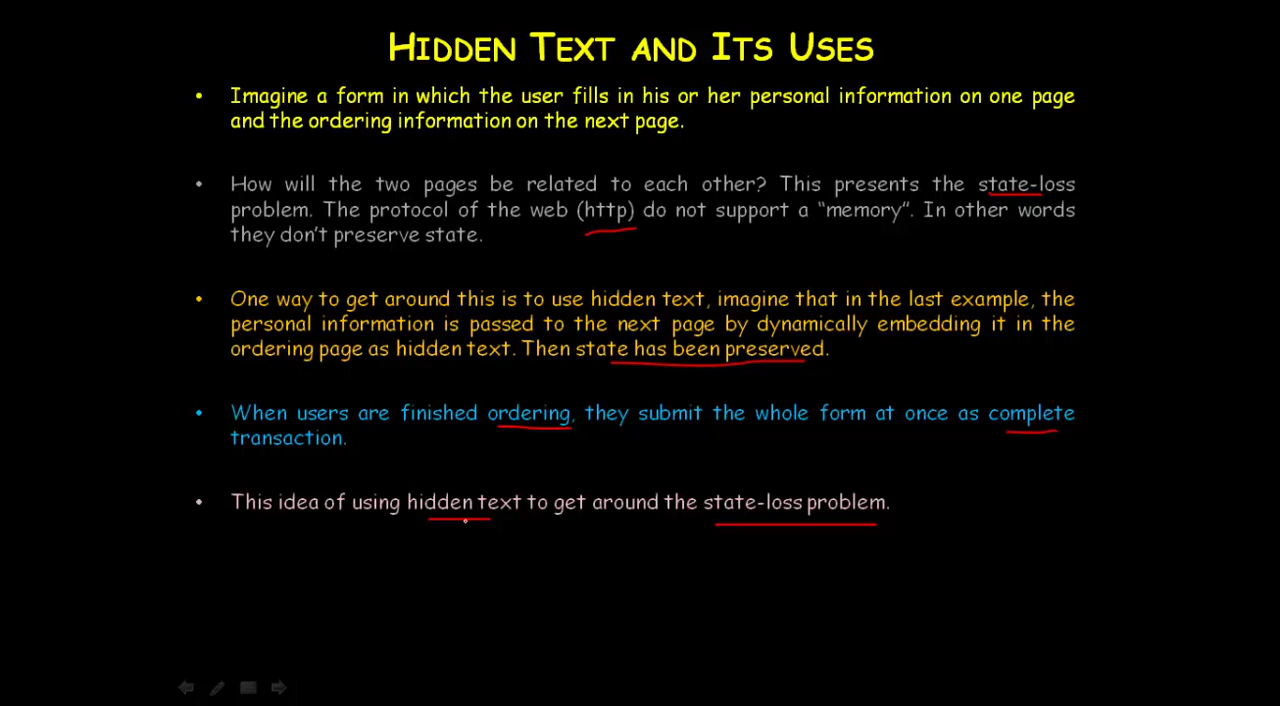 HIDDEN TEXT AND ITS USES
• Imagine a form in which the user fills in his or her personal information on one page
and the ordering information on the next page.
• How will the two pages be related to each other? This presents the state-loss
problem. The protocol of the web (http) do not support a “memory”. In other words
they don’t preserve state.
• One way to get around this is to use hidden text, imagine that in the last example, the
personal information is passed to the next page by dynamically embedding it in the
ordering page as hidden text. Then state has been preserved.
• When users are finished ordering, they submit the whole form at once as complete
transaction.
• This idea of using hidden text to get around the state-loss problem.